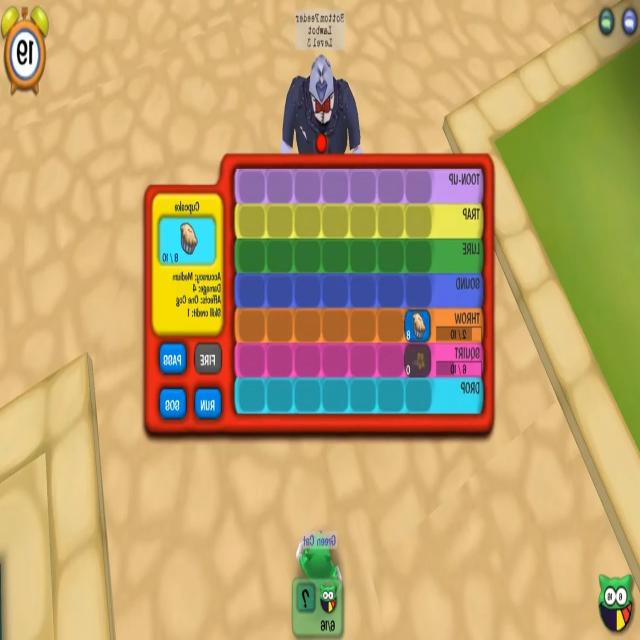 BottomFeeder
Lawbot
Level 3
19
TOON-UP
TRAP
LURE
SOUND
THROW
2 / 10
8
SQUIRT
6 / 10
0
DROP
Cupcake
8 / 10
Accuracy: Medium
Damage: 4
Affects: One Cog
Skill credit: 1
FIRE
PASS
RUN
SOS
Green Cat
?
6/16